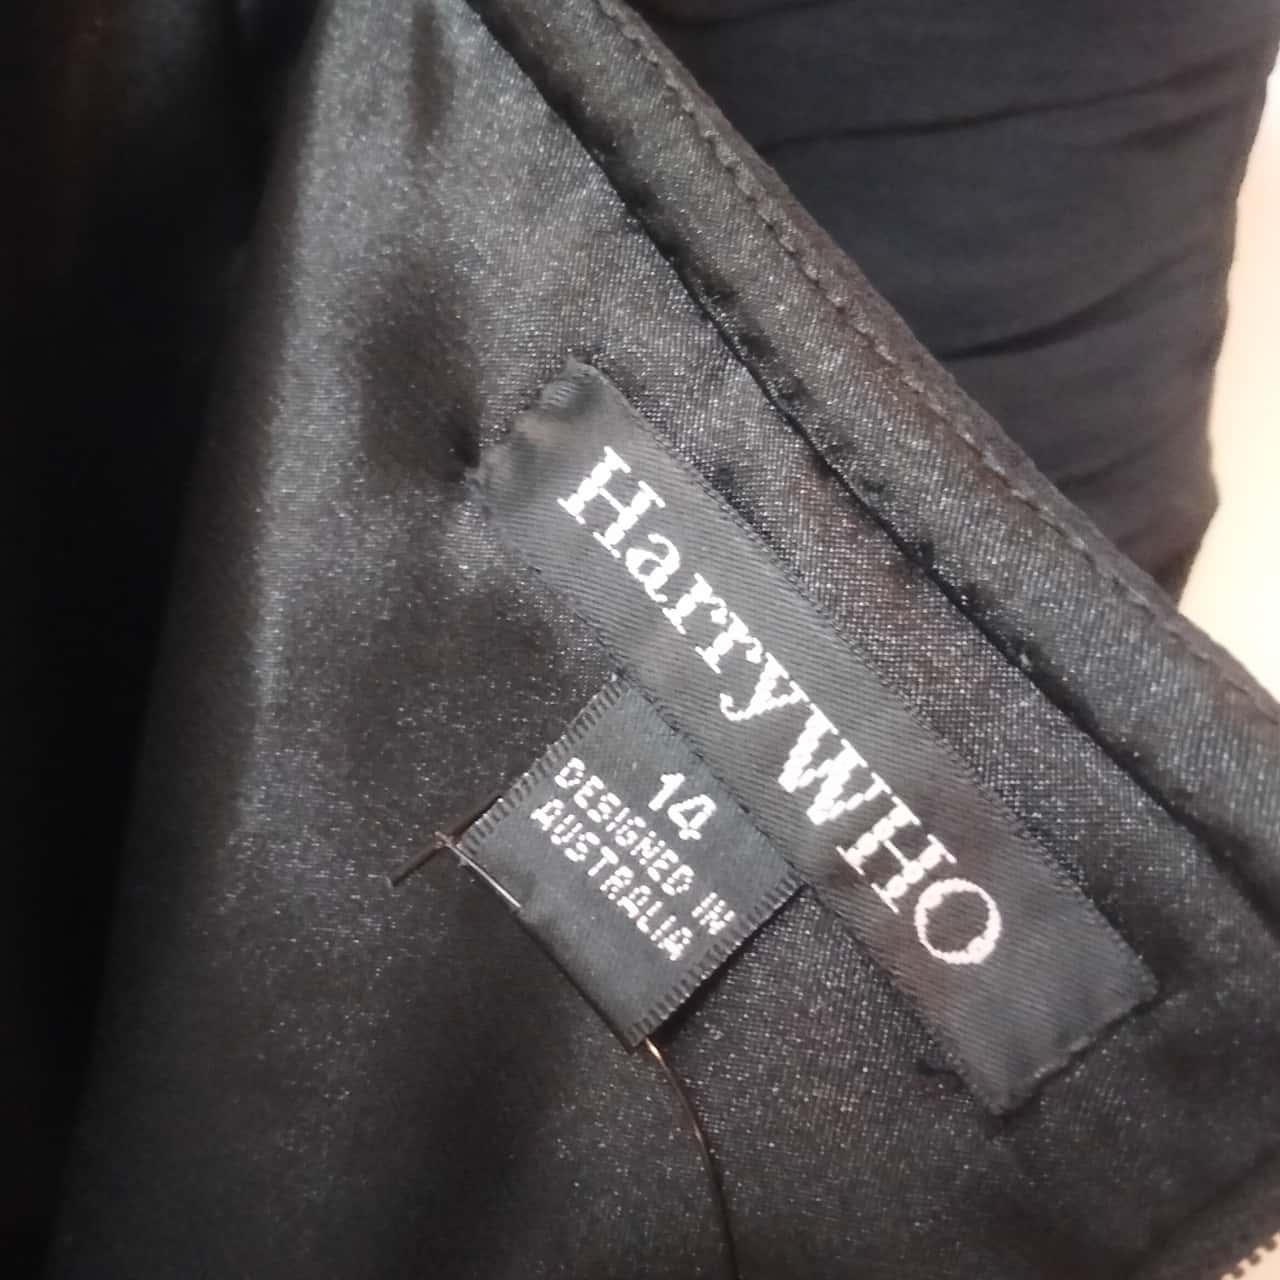 HarryWHO
14
DESIGNED IN
AUSTRALIA